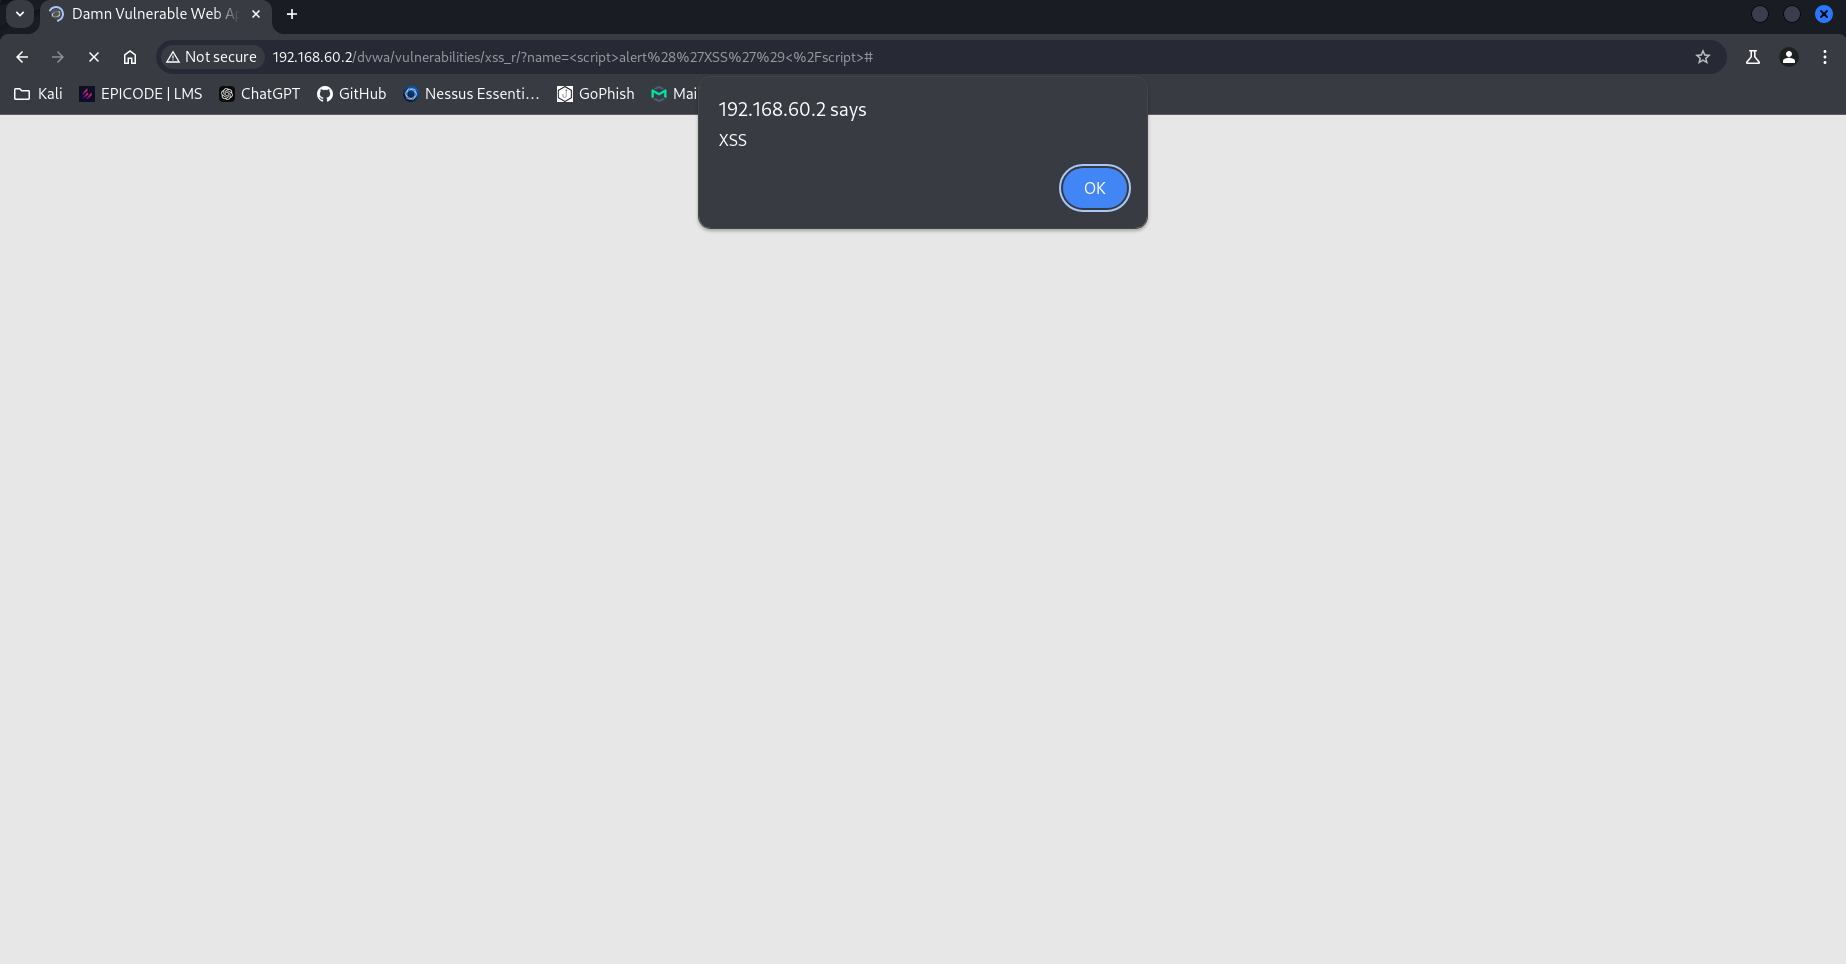 Damn Vulnerable Web Ap
Not secure 192.168.60.2/dvwa/vulnerabilities/xss_r/?name=<script>alert%28%27XSS%27%29<%2Fscript>#
Kali EPICODE | LMS ChatGPT GitHub Nessus Essenti… GoPhish Mai
192.168.60.2 says
XSS
OK